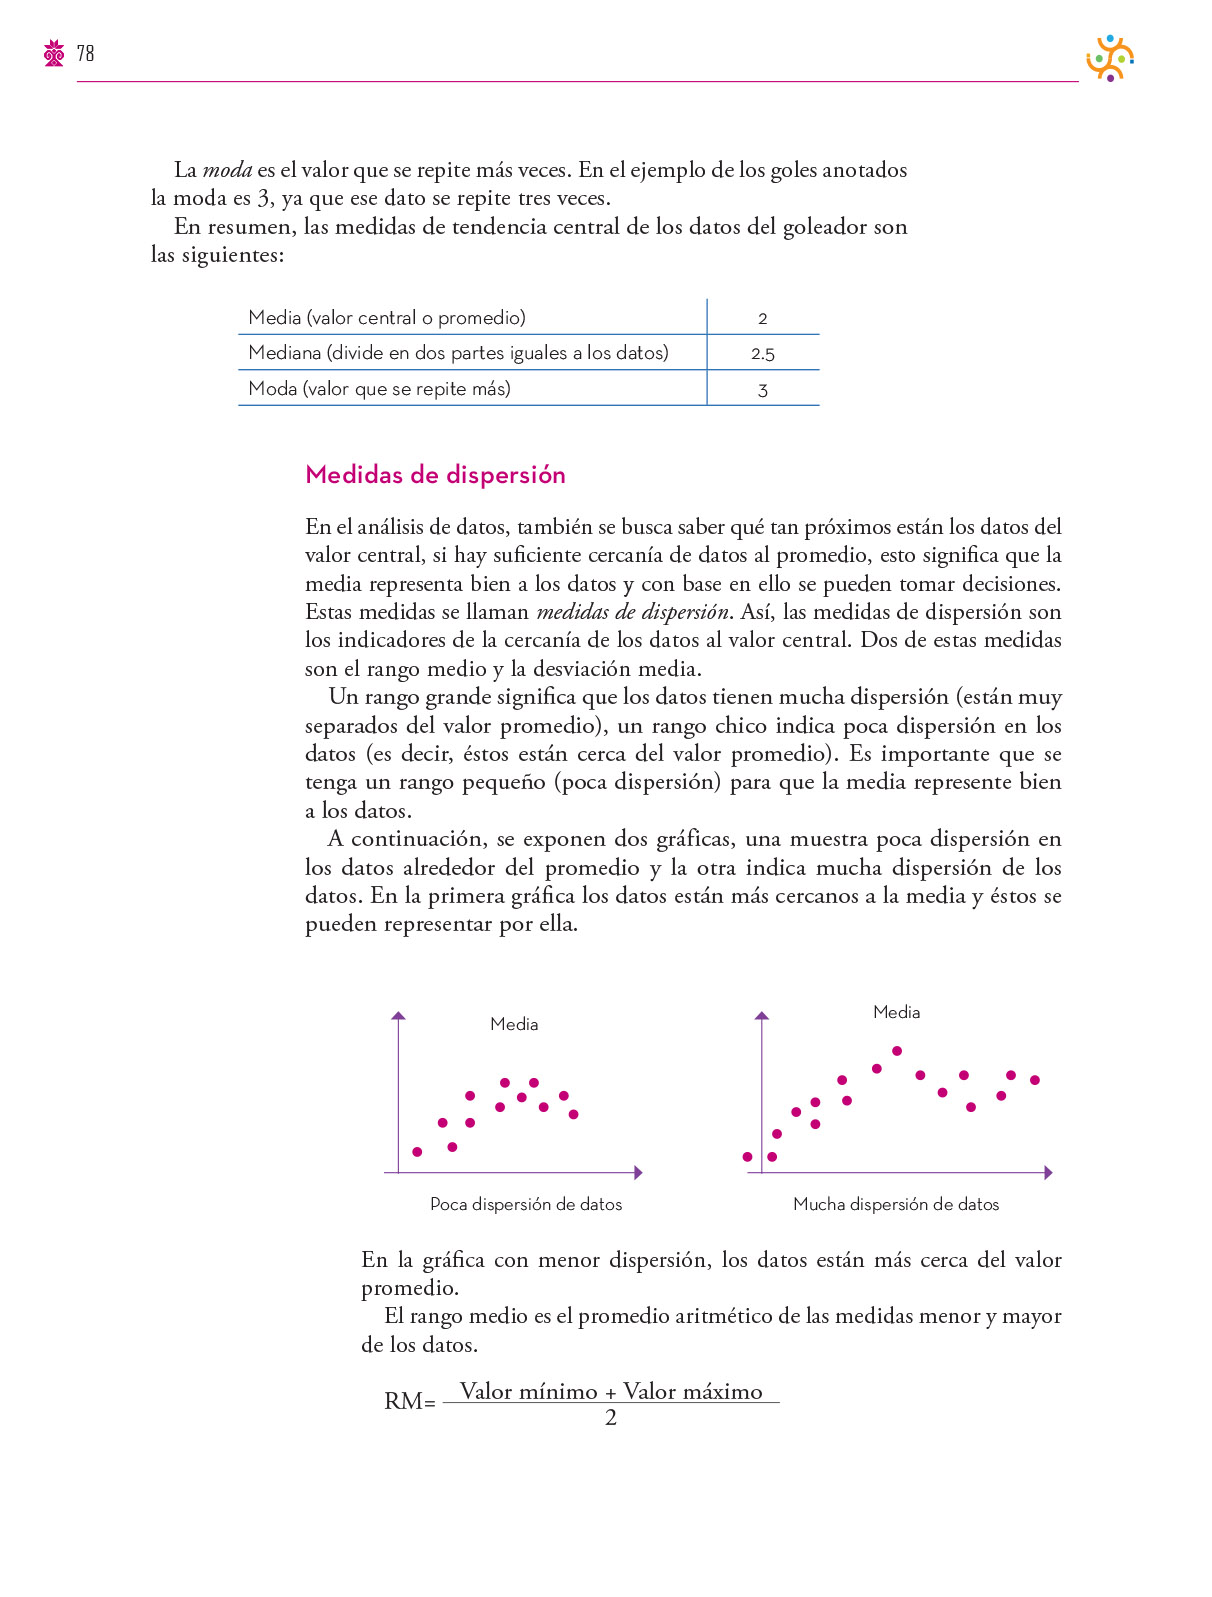 78
La moda es el valor que se repite más veces. En el ejemplo de los goles anotados
la moda es 3, ya que ese dato se repite tres veces.
En resumen, las medidas de tendencia central de los datos del goleador son
las siguientes:
Media (valor central o promedio) 2
Mediana (divide en dos partes iguales a los datos) 2.5
Moda (valor que se repite más) 3
Medidas de dispersión
En el análisis de datos, también se busca saber qué tan próximos están los datos del
valor central, si hay suficiente cercanía de datos al promedio, esto significa que la
media representa bien a los datos y con base en ello se pueden tomar decisiones.
Estas medidas se llaman medidas de dispersión. Así, las medidas de dispersión son
los indicadores de la cercanía de los datos al valor central. Dos de estas medidas
son el rango medio y la desviación media.
Un rango grande significa que los datos tienen mucha dispersión (están muy
separados del valor promedio), un rango chico indica poca dispersión en los
datos (es decir, éstos están cerca del valor promedio). Es importante que se
tenga un rango pequeño (poca dispersión) para que la media represente bien
a los datos.
A continuación, se exponen dos gráficas, una muestra poca dispersión en
los datos alrededor del promedio y la otra indica mucha dispersión de los
datos. En la primera gráfica los datos están más cercanos a la media y éstos se
pueden representar por ella.
Media
Poca dispersión de datos
Media
Mucha dispersión de datos
En la gráfica con menor dispersión, los datos están más cerca del valor
promedio.
El rango medio es el promedio aritmético de las medidas menor y mayor
de los datos.
RM= Valor mínimo + Valor máximo
2